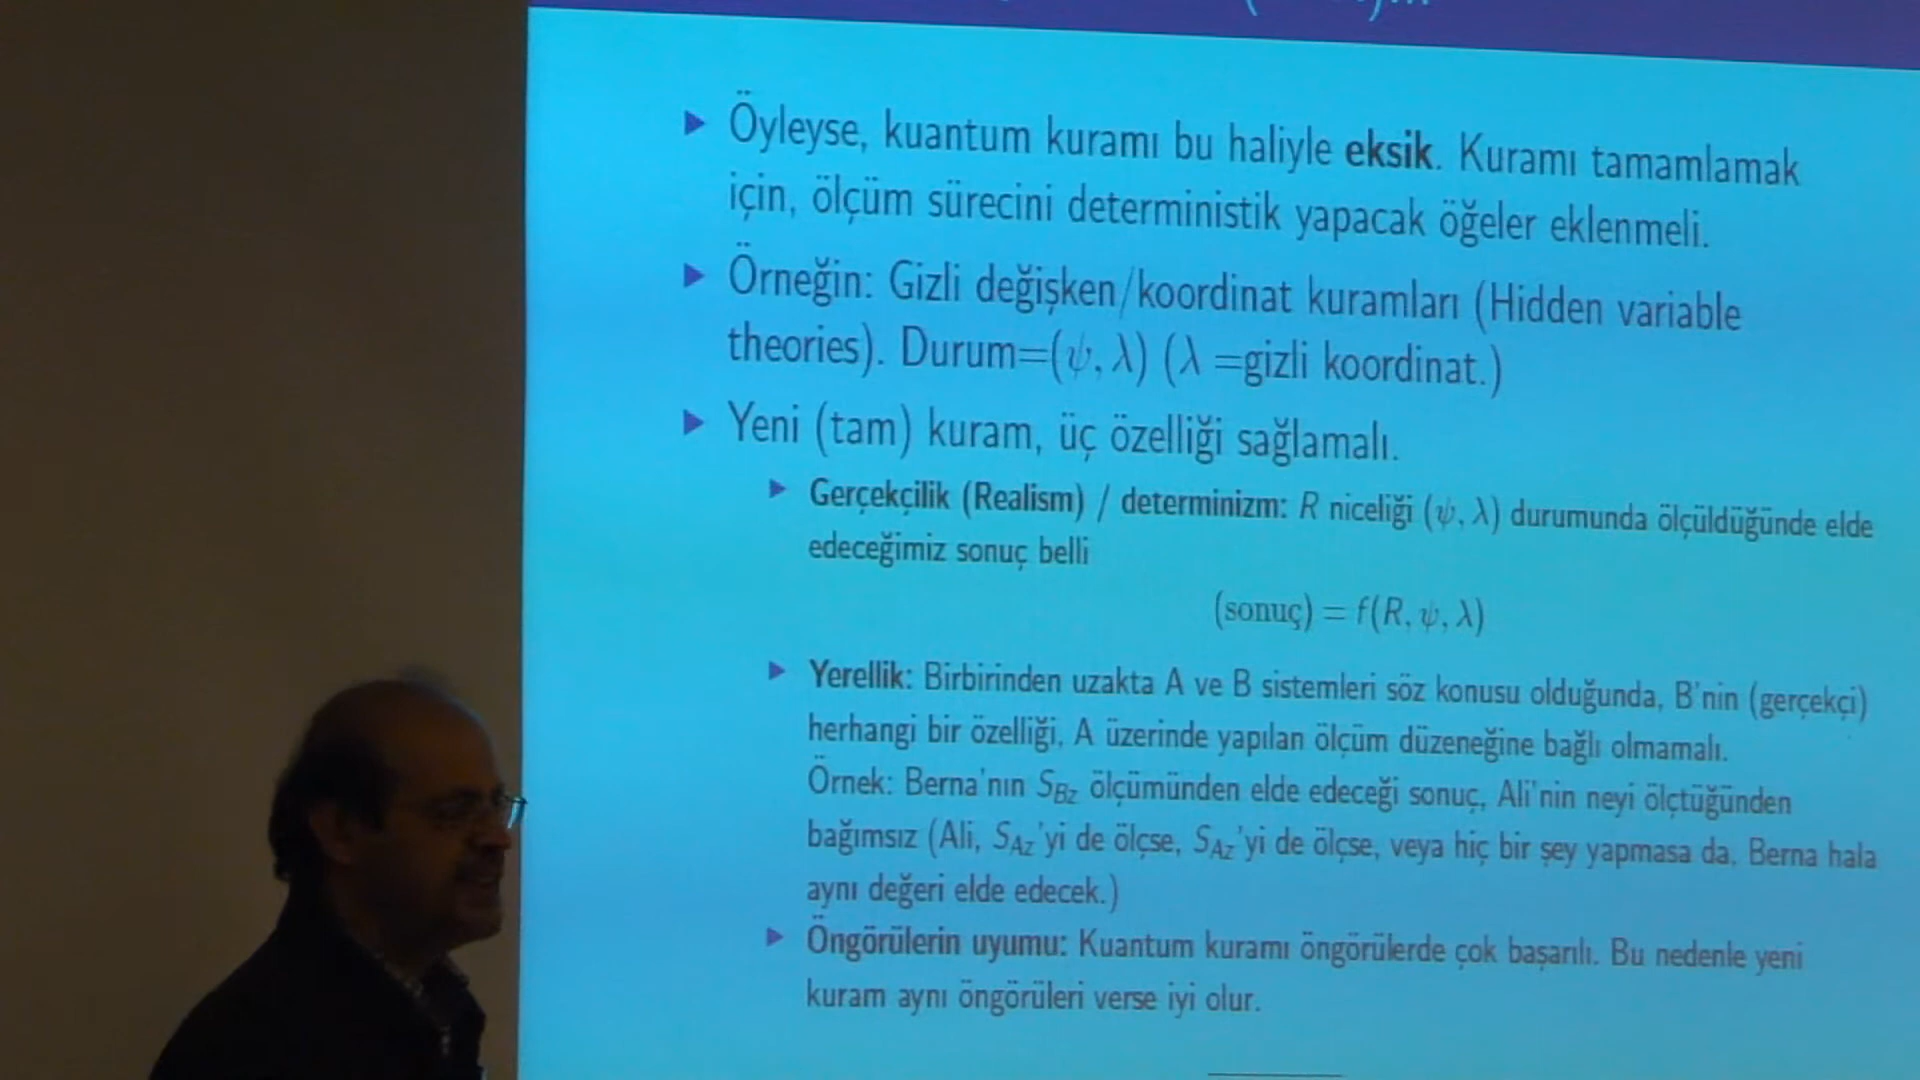 ▶ Öyleyse, kuantum kuramı bu haliyle eksik. Kuramı tamamlamak
için, ölçüm sürecini deterministik yapacak öğeler eklenmeli.
▶ Örneğin: Gizli değişken/koordinat kuramları (Hidden variable
theories). Durum=(ψ, λ) (λ =gizli koordinat.)
▶ Yeni (tam) kuram, üç özelliği sağlamalı.
▶ Gerçekçilik (Realism) / determinizm: R niceliği (ψ, λ) durumunda ölçüldüğünde elde
edeceğimiz sonuç belli
(sonuç) = f(R, ψ, λ)
▶ Yerellik: Birbirinden uzakta A ve B sistemleri söz konusu olduğunda, B'nin (gerçekçi)
herhangi bir özelliği, A üzerinde yapılan ölçüm düzeneğine bağlı olmamalı.
Örnek: Berna'nın S_Bz ölçümünden elde edeceği sonuç, Ali'nin neyi ölçtüğünden
bağımsız (Ali, S_Az'yi de ölçse, S_Az'yi de ölçse, veya hiç bir şey yapmasa da, Berna hala
aynı değeri elde edecek.)
▶ Öngörülerin uyumu: Kuantum kuramı öngörülerde çok başarılı. Bu nedenle yeni
kuram aynı öngörüleri verse iyi olur.